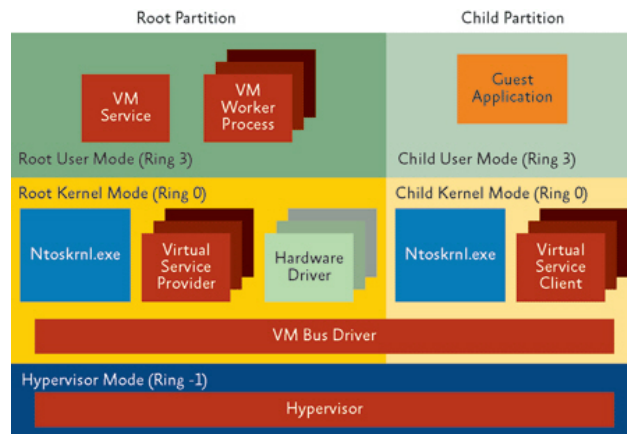 Root Partition
Child Partition
VM
Service
VM
Worker
Process
Guest
Application
Root User Mode (Ring 3)
Child User Mode (Ring 3)
Root Kernel Mode (Ring 0)
Child Kernel Mode (Ring 0)
Ntoskrnl.exe
Virtual
Service
Provider
Hardware
Driver
Ntoskrnl.exe
Virtual
Service
Client
VM Bus Driver
Hypervisor Mode (Ring -1)
Hypervisor